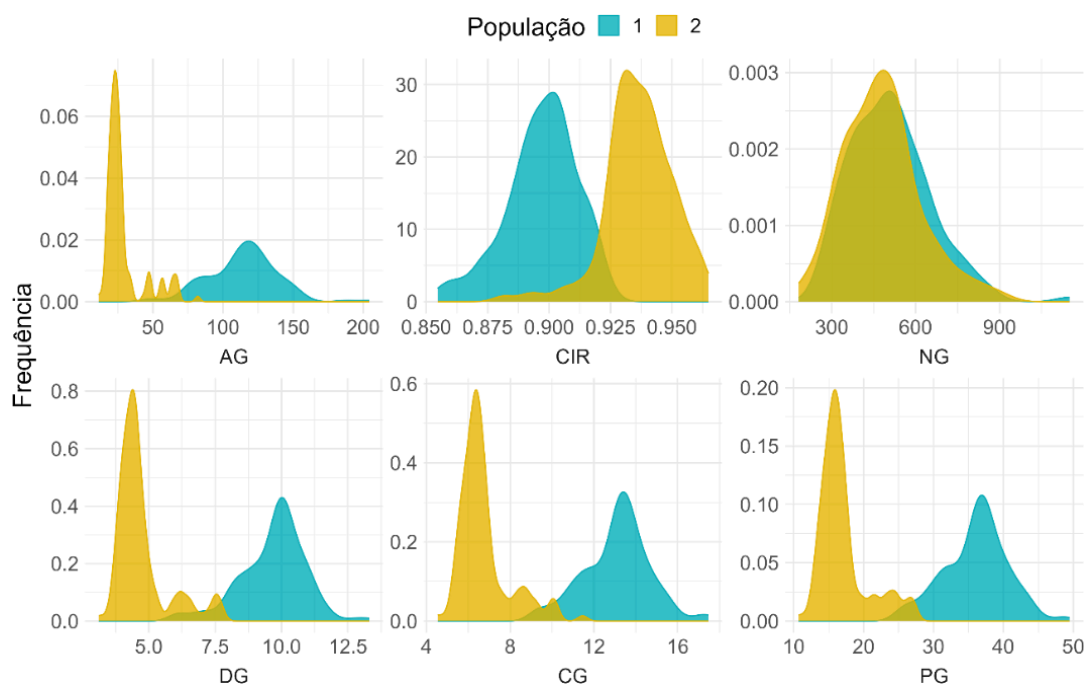 População 1 2
Frequência
0.06
0.04
0.02
0.00
50 100 150 200
AG
30
20
10
0
0.850 0.875 0.900 0.925 0.950
CIR
0.003
0.002
0.001
0.000
300 600 900
NG
0.8
0.6
0.4
0.2
0.0
5.0 7.5 10.0 12.5
DG
0.6
0.4
0.2
0.0
4 8 12 16
CG
0.20
0.15
0.10
0.05
0.00
10 20 30 40 50
PG